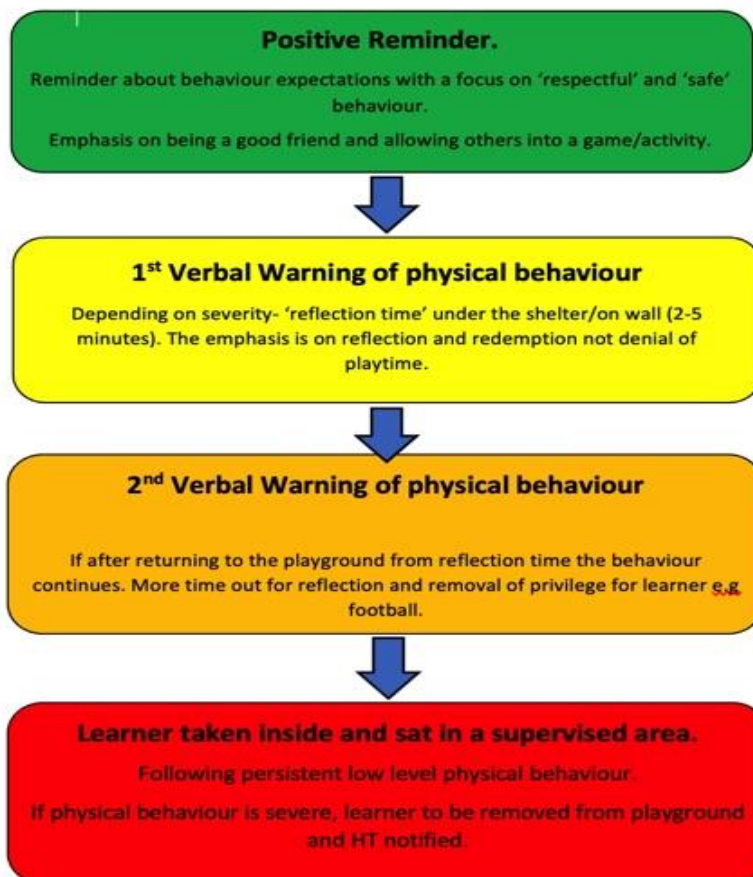 Positive Reminder.
Reminder about behaviour expectations with a focus on ‘respectful’ and ‘safe’
behaviour.
Emphasis on being a good friend and allowing others into a game/activity.
1st Verbal Warning of physical behaviour
Depending on severity- ‘reflection time’ under the shelter/on wall (2-5
minutes). The emphasis is on reflection and redemption not denial of
playtime.
2nd Verbal Warning of physical behaviour
If after returning to the playground from reflection time the behaviour
continues. More time out for reflection and removal of privilege for learner e.g
football.
Learner taken inside and sat in a supervised area.
Following persistent low level physical behaviour.
If physical behaviour is severe, learner to be removed from playground
and HT notified.